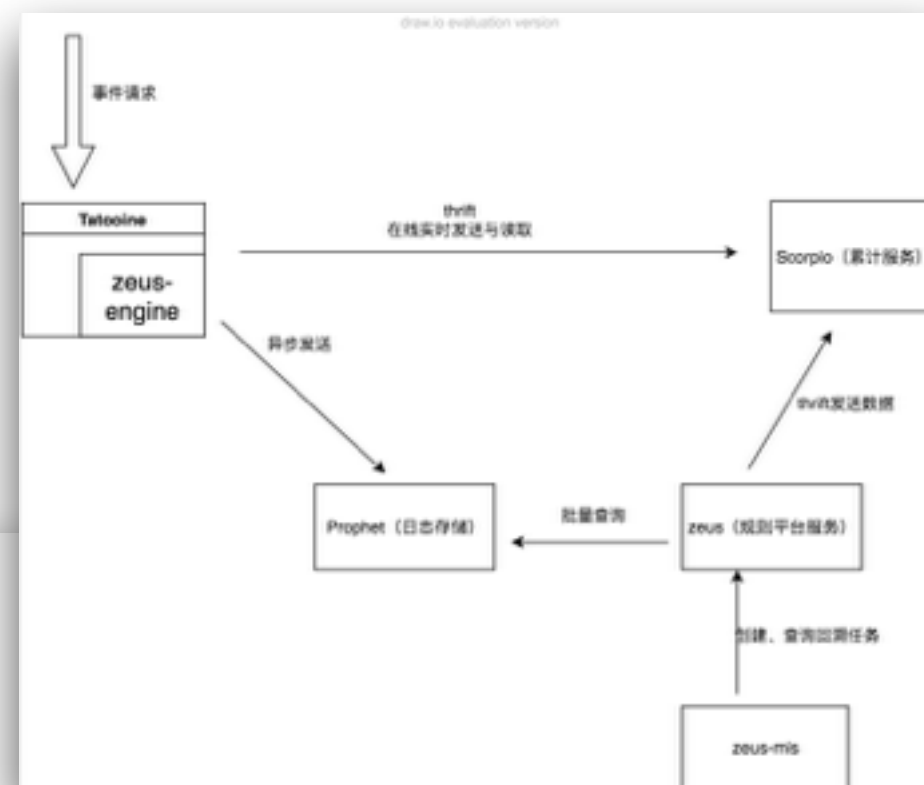 draw.io evaluation version
事件请求
Tatooine
zeus-
engine
thrift
在线实时发送与读取
Scorpio（累计服务）
异步发送
thrift发送数据
Prophet（日志存储）
批量查询
zeus（规则平台服务）
创建、查询回溯任务
zeus-mis